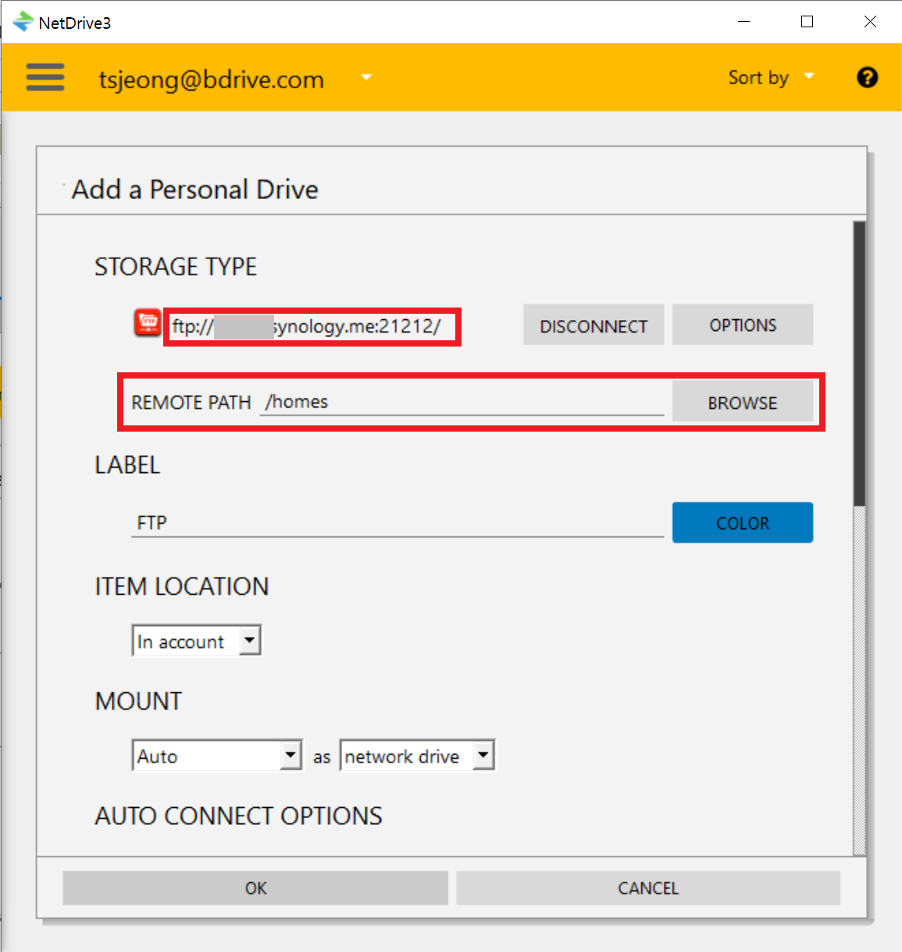 NetDrive3
tsjeong@bdrive.com Sort by ?
Add a Personal Drive
STORAGE TYPE
ftp:// synology.me:21212/ DISCONNECT OPTIONS
REMOTE PATH /homes BROWSE
LABEL
FTP COLOR
ITEM LOCATION
In account
MOUNT
Auto as network drive
AUTO CONNECT OPTIONS
OK CANCEL